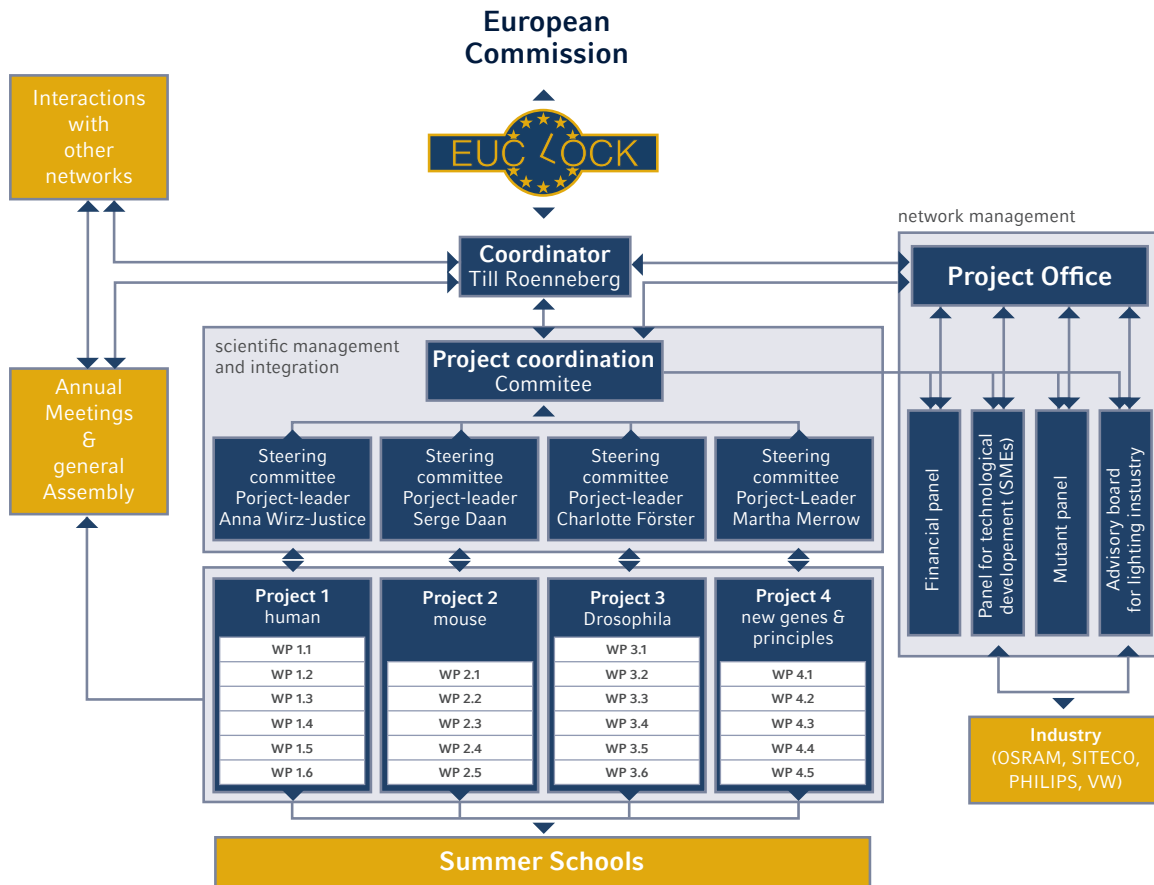 European
Commission
EUCLOCK
Interactions
with
other
networks
network management
Coordinator
Till Roenneberg
Project Office
scientific management
and integration
Project coordination
Commitee
Annual
Meetings
&
general
Assembly
Steering
committee
Porject-leader
Anna Wirz-Justice
Steering
committee
Porject-leader
Serge Daan
Steering
committee
Porject-leader
Charlotte Förster
Steering
committee
Porject-Leader
Martha Merrow
Financial panel
Panel for technological
developement (SMEs)
Mutant panel
Advisory board
for lighting instustry
Project 1
human
WP 1.1
WP 1.2
WP 1.3
WP 1.4
WP 1.5
WP 1.6
Project 2
mouse
WP 2.1
WP 2.2
WP 2.3
WP 2.4
WP 2.5
Project 3
Drosophila
WP 3.1
WP 3.2
WP 3.3
WP 3.4
WP 3.5
WP 3.6
Project 4
new genes &
principles
WP 4.1
WP 4.2
WP 4.3
WP 4.4
WP 4.5
Industry
(OSRAM, SITECO,
PHILIPS, VW)
Summer Schools